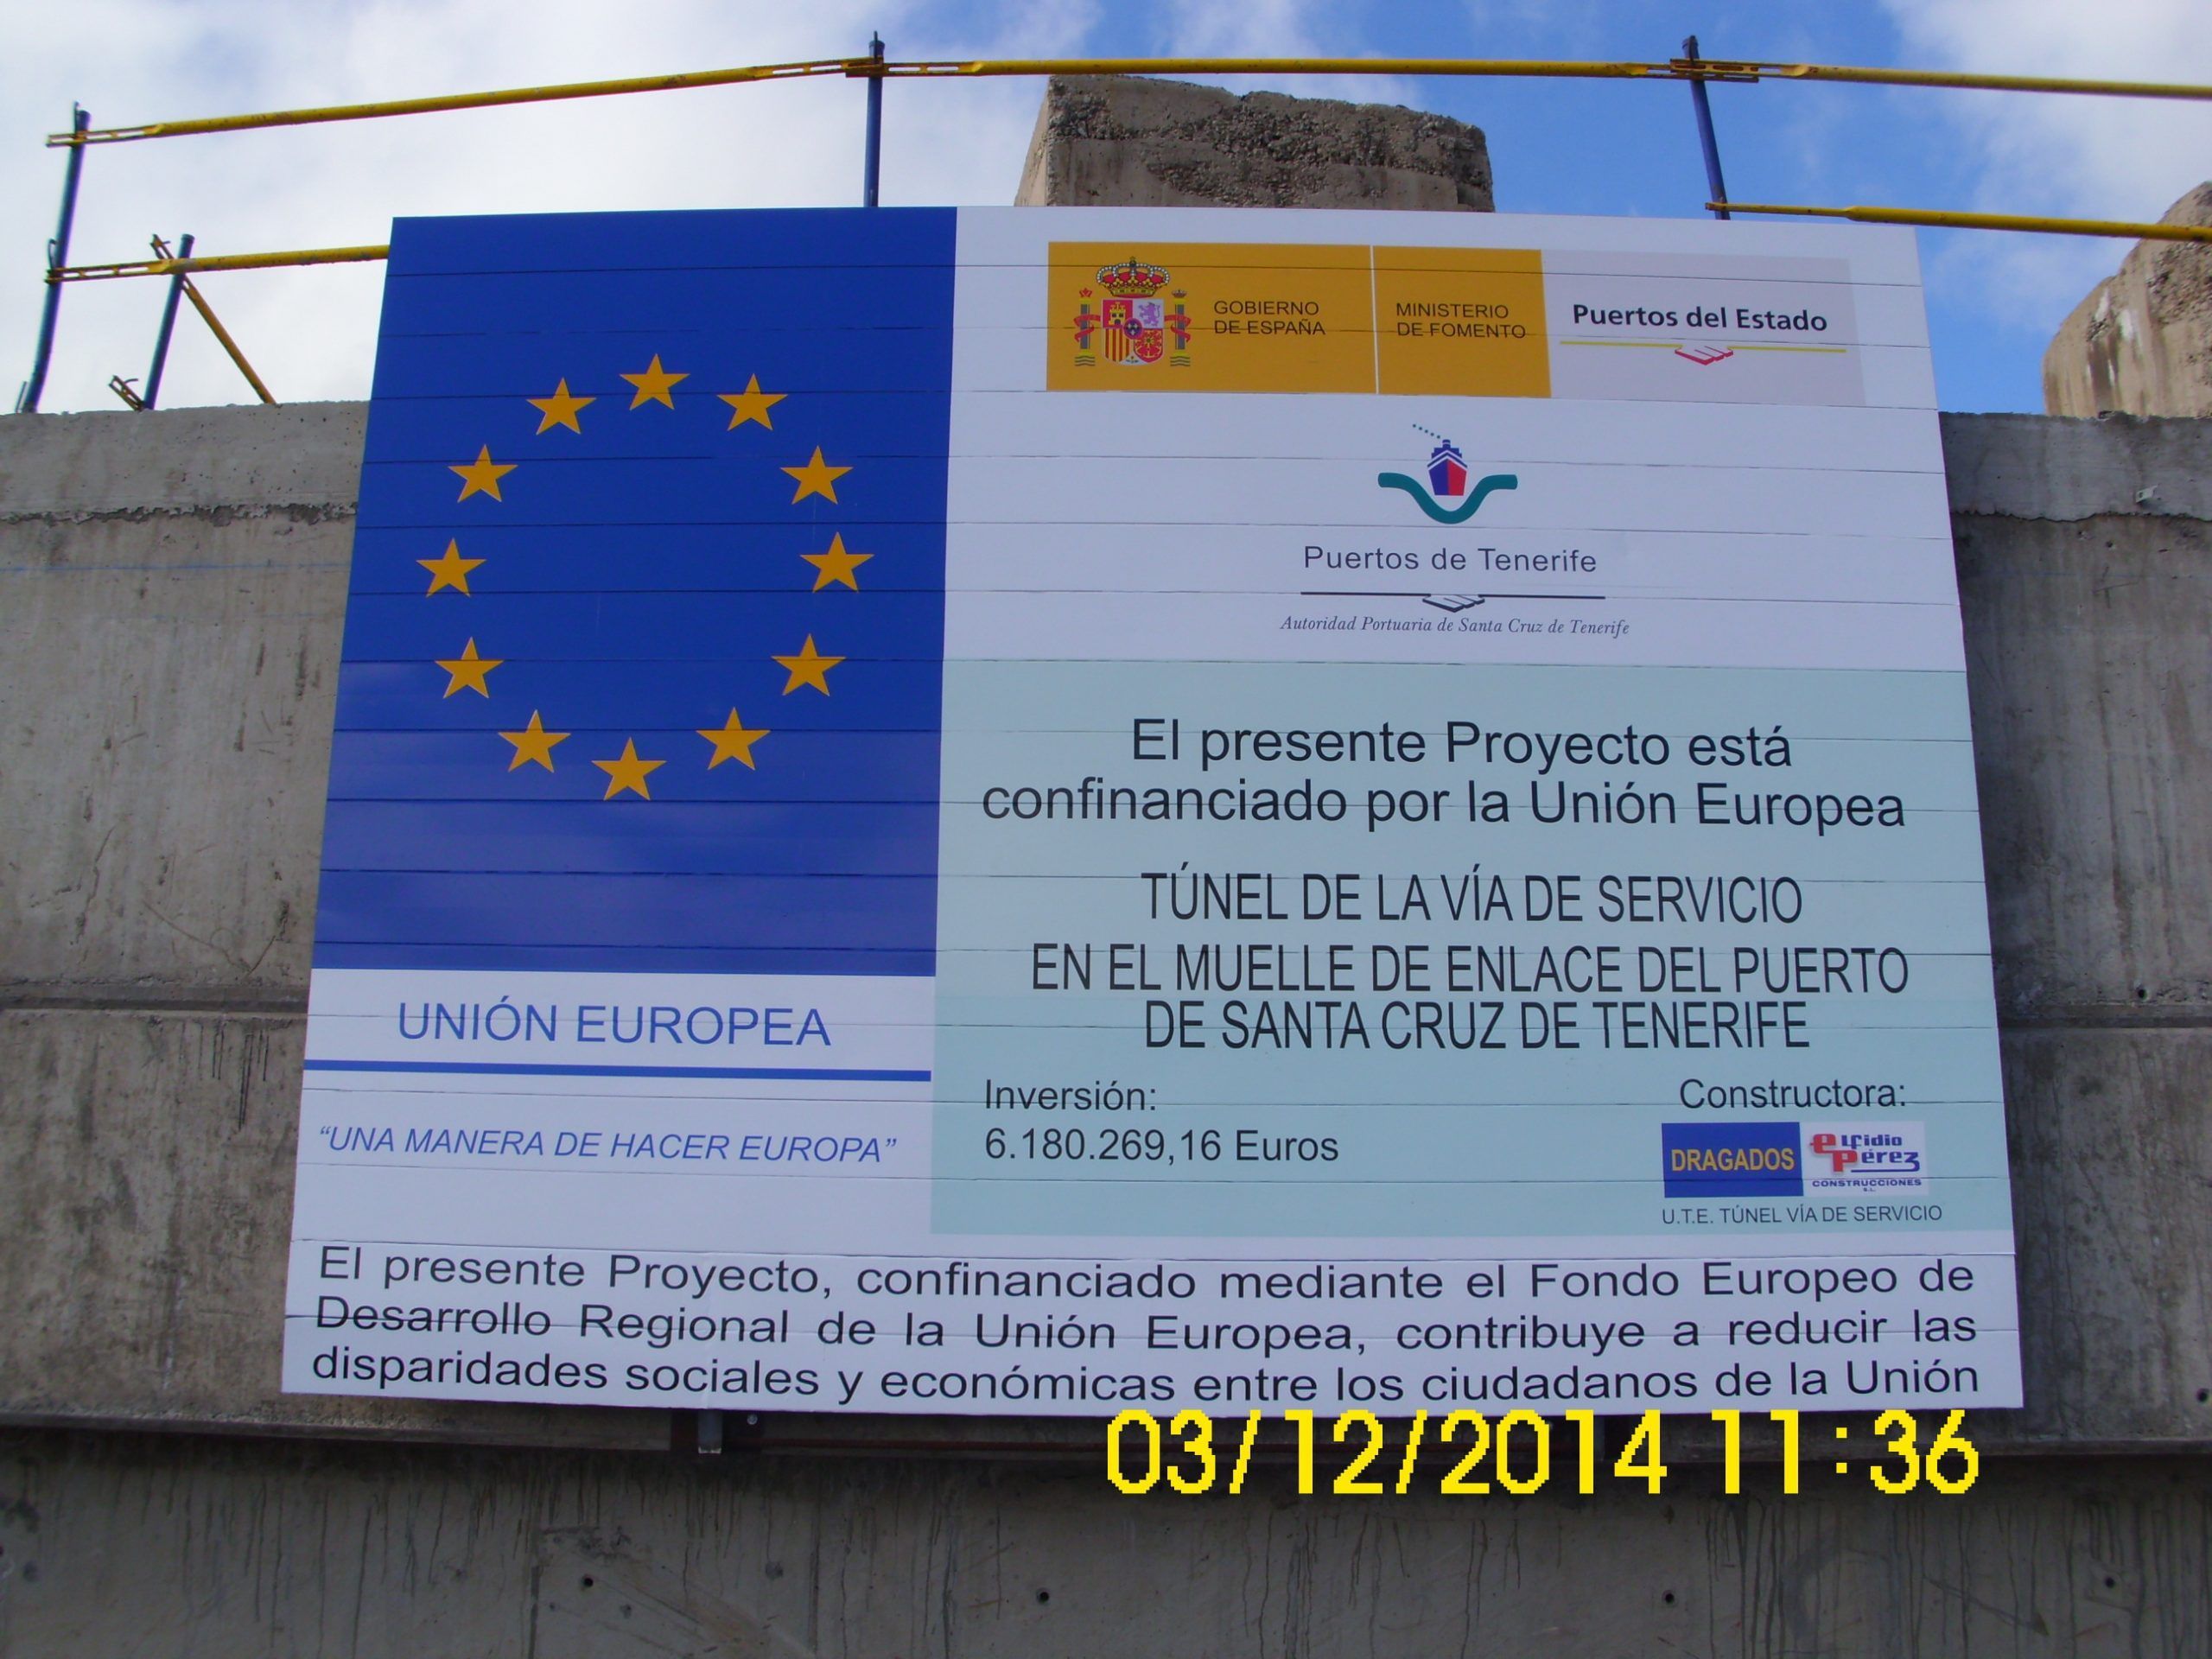 GOBIERNO
DE ESPAÑA
MINISTERIO
DE FOMENTO
Puertos del Estado
Puertos de Tenerife
Autoridad Portuaria de Santa Cruz de Tenerife
El presente Proyecto está
confinanciado por la Unión Europea
TÚNEL DE LA VÍA DE SERVICIO
EN EL MUELLE DE ENLACE DEL PUERTO
DE SANTA CRUZ DE TENERIFE
UNIÓN EUROPEA
"UNA MANERA DE HACER EUROPA"
Inversión:
6.180.269,16 Euros
Constructora:
DRAGADOS
Elfidio
Pérez
CONSTRUCCIONES
S.L.
U.T.E. TÚNEL VÍA DE SERVICIO
El presente Proyecto, confinanciado mediante el Fondo Europeo de
Desarrollo Regional de la Unión Europea, contribuye a reducir las
disparidades sociales y económicas entre los ciudadanos de la Unión
03/12/2014 11:36